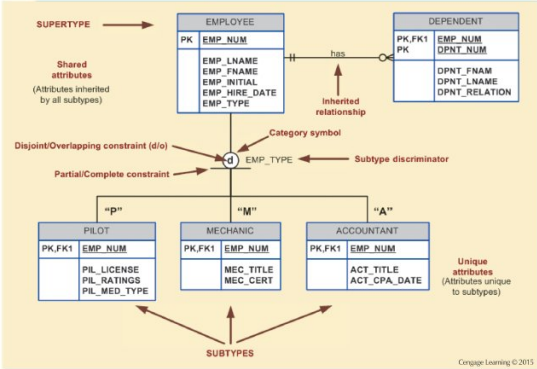 SUPERTYPE
EMPLOYEE
PK EMP_NUM
EMP_LNAME
EMP_FNAME
EMP_INITIAL
EMP_HIRE_DATE
EMP_TYPE
DEPENDENT
PK,FK1 EMP_NUM
PK DPNT_NUM
DPNT_FNAM
DPNT_LNAME
DPNT_RELATION
has
Shared
attributes
(Attributes inherited
by all subtypes)
Inherited
relationship
Category symbol
Disjoint/Overlapping constraint (d/o)
d
EMP_TYPE
Subtype discriminator
Partial/Complete constraint
“P”
“M”
“A”
PILOT
PK,FK1 EMP_NUM
PIL_LICENSE
PIL_RATINGS
PIL_MED_TYPE
MECHANIC
PK,FK1 EMP_NUM
MEC_TITLE
MEC_CERT
ACCOUNTANT
PK,FK1 EMP_NUM
ACT_TITLE
ACT_CPA_DATE
Unique
attributes
(Attributes unique
to subtypes)
SUBTYPES
Cengage Learning © 2015